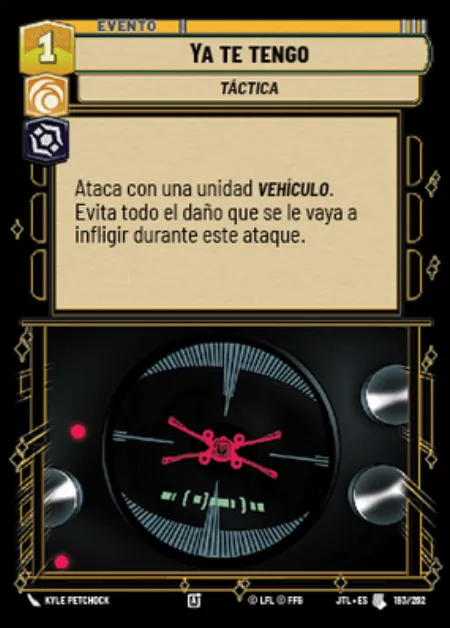 EVENTO
1
YA TE TENGO
TÁCTICA
Ataca con una unidad VEHÍCULO.
Evita todo el daño que se le vaya a
infligir durante este ataque.
KYLE PETCHOCK
A
© LFL © FFG
JTL • ES
193/262